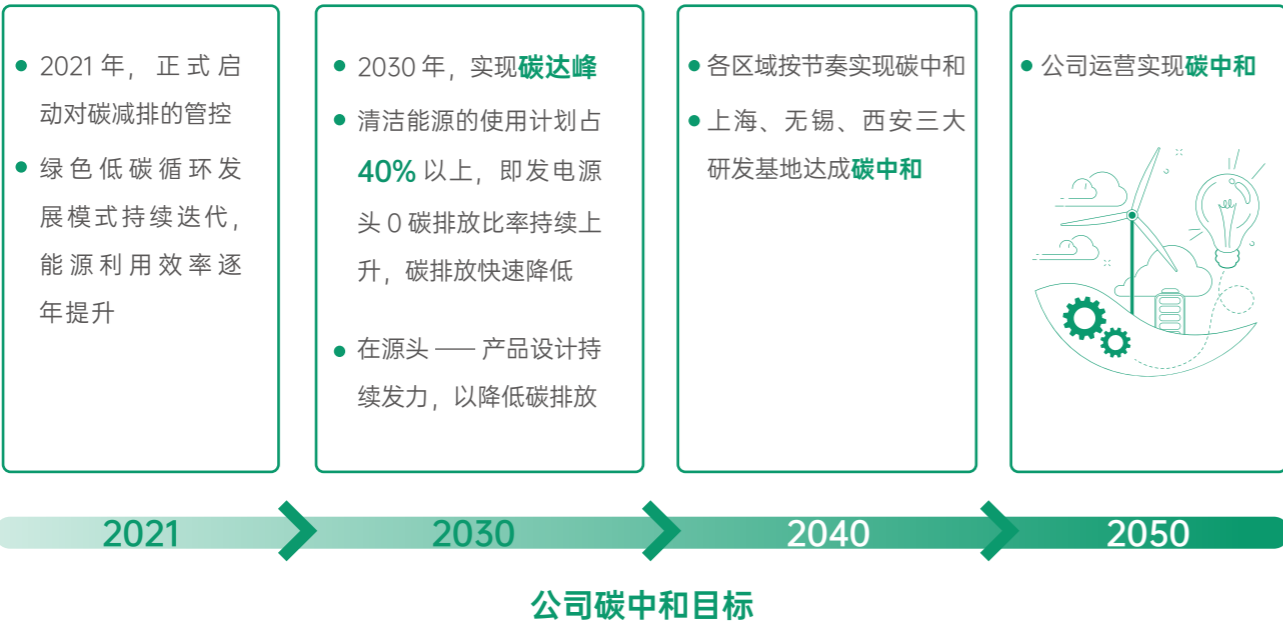 2021 年，正式启
动对碳减排的管控
绿色低碳循环发
展模式持续迭代，
能源利用效率逐
年提升
2030 年，实现碳达峰
清洁能源的使用计划占
40% 以上，即发电源
头 0 碳排放比率持续上
升，碳排放快速降低
在源头 —— 产品设计持
续发力，以降低碳排放
各区域按节奏实现碳中和
上海、无锡、西安三大
研发基地达成碳中和
公司运营实现碳中和
2021
2030
2040
2050
公司碳中和目标